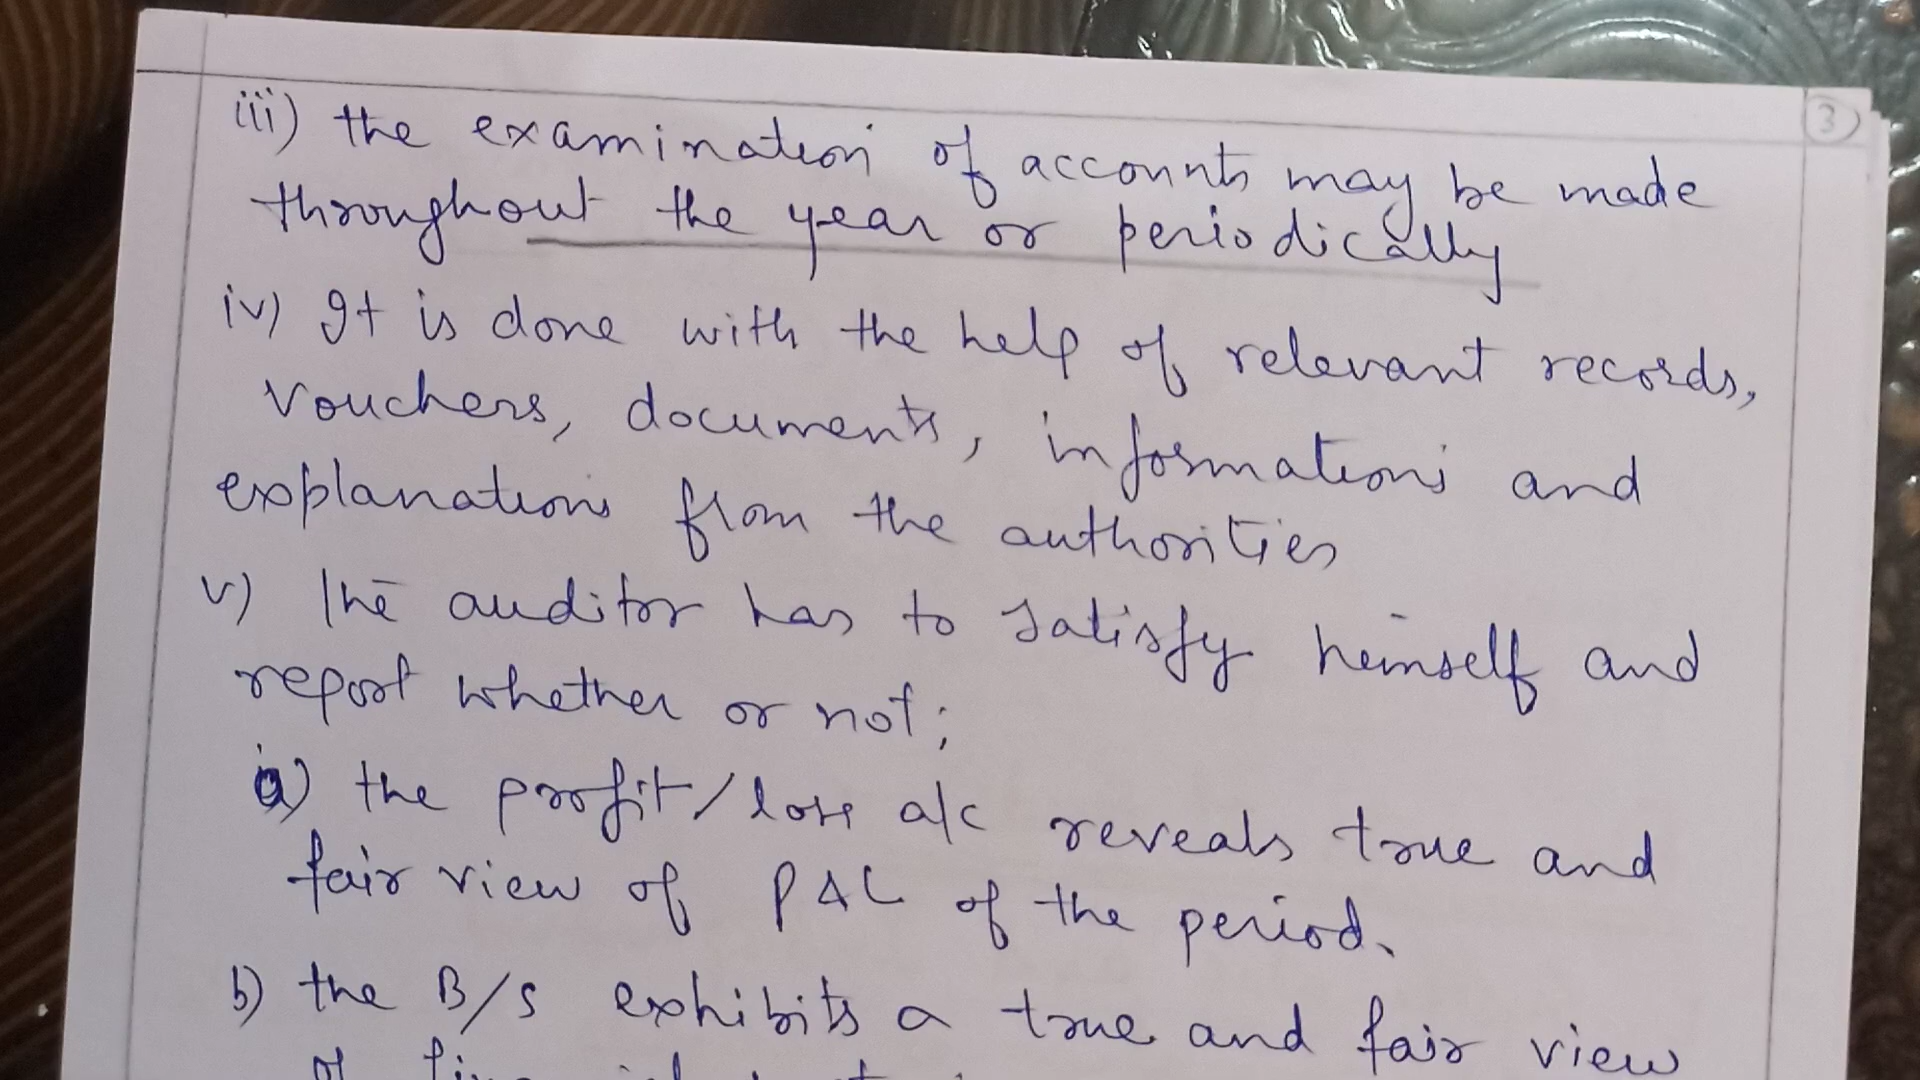 3
iii) the examination of accounts may be made
throughout the year or periodically
iv) It is done with the help of relevant records,
vouchers, documents, informations and
explanations from the authorities
v) The auditor has to satisfy heimself and
report whether or not;
a) the profit/loss a/c reveals true and
fair view of P&L of the period.
b) the B/S exhibits a true and fair view
of